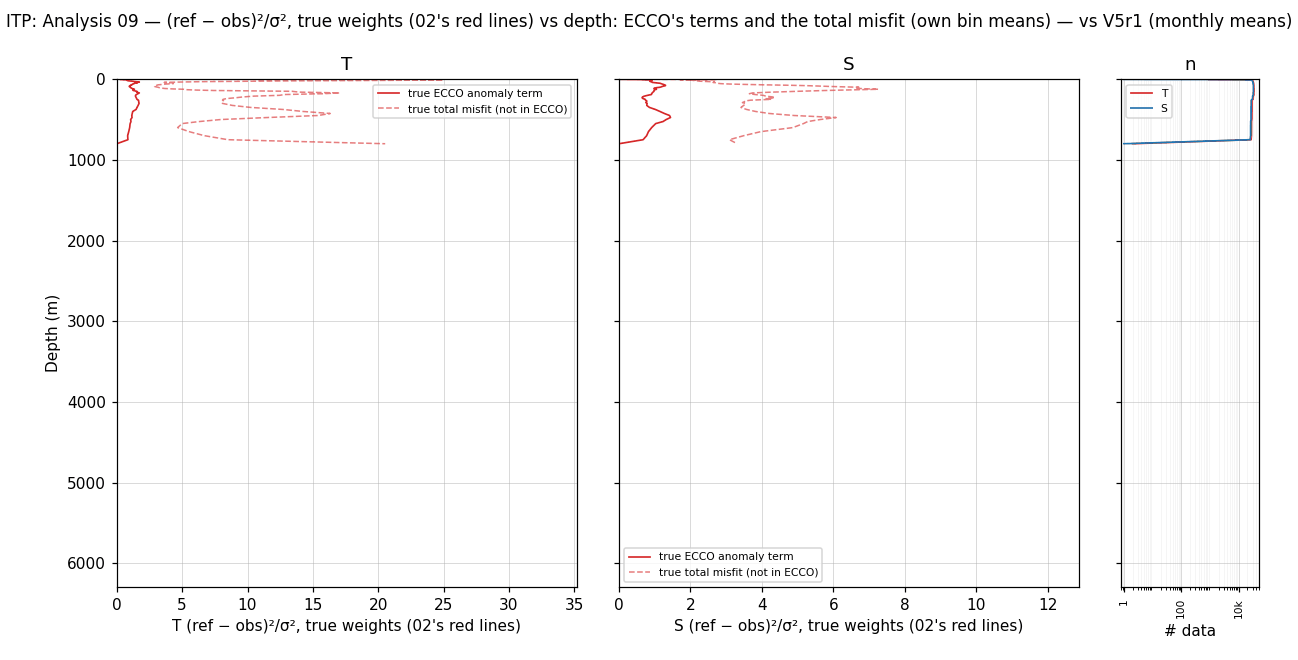 ITP: Analysis 09 — (ref − obs)²/σ², true weights (02's red lines) vs depth: ECCO's terms and the total misfit (own bin means) — vs V5r1 (monthly means)
T
S
n
true ECCO anomaly term
true total misfit (not in ECCO)
T
S
0
1000
2000
3000
4000
5000
6000
Depth (m)
true ECCO anomaly term
true total misfit (not in ECCO)
0 5 10 15 20 25 30 35
0 2 4 6 8 10 12
1 100 10k
T (ref − obs)²/σ², true weights (02's red lines)
S (ref − obs)²/σ², true weights (02's red lines)
# data